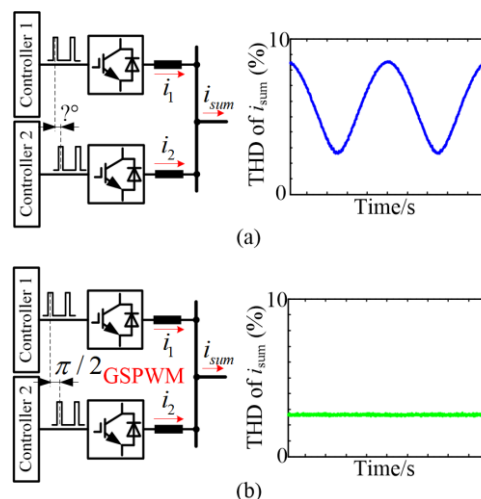 Controller 1
Controller 2
?°
i1
i2
isum
THD of isum (%)
10
0
Time/s
(a)
Controller 1
Controller 2
π / 2
GSPWM
i1
i2
isum
THD of isum (%)
10
0
Time/s
(b)